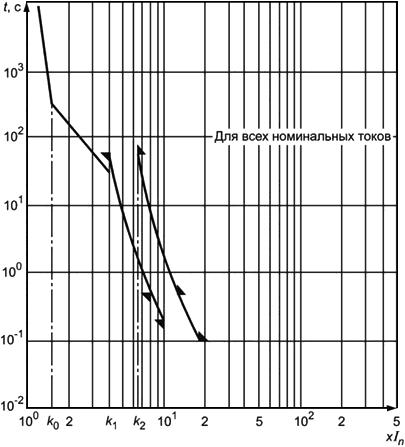 t, с
10³
10²
Для всех номинальных токов
10¹
10⁰
10⁻¹
10⁻²
10⁰ k₀ 2 k₁ k₂ 10¹ 2 5 10² 2 5
xIₙ